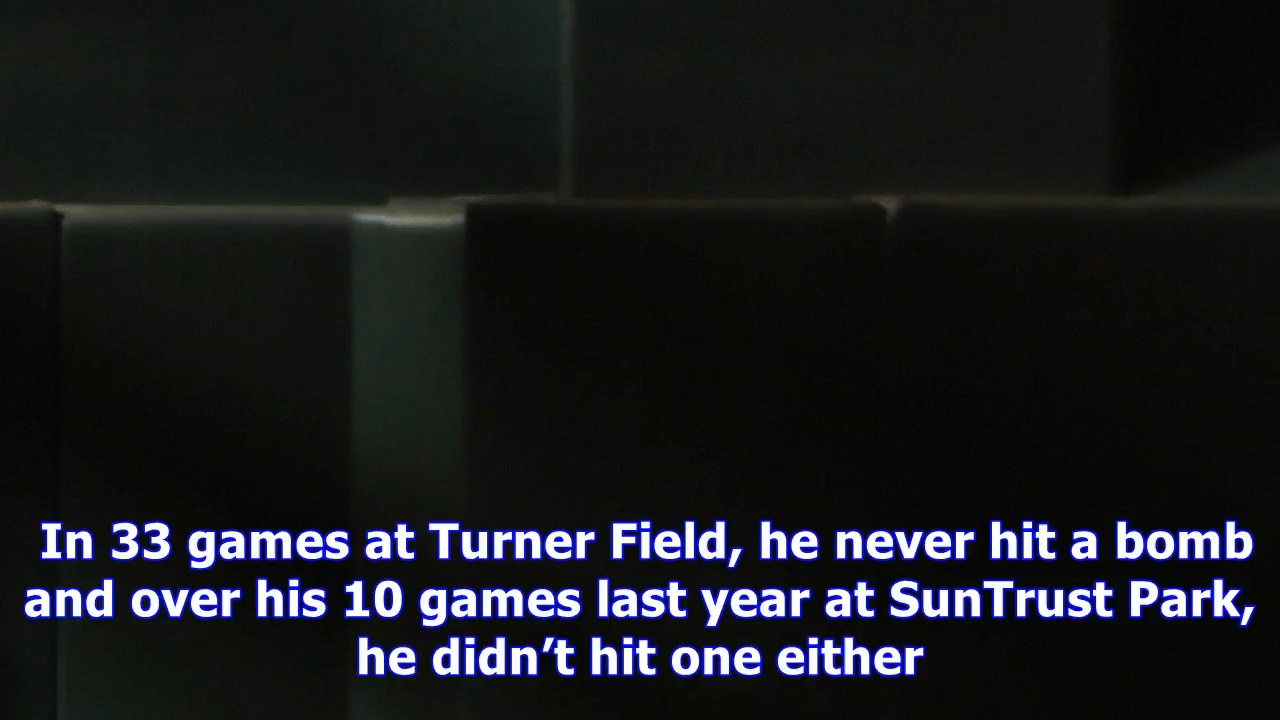 In 33 games at Turner Field, he never hit a bomb
and over his 10 games last year at SunTrust Park,
he didn’t hit one either